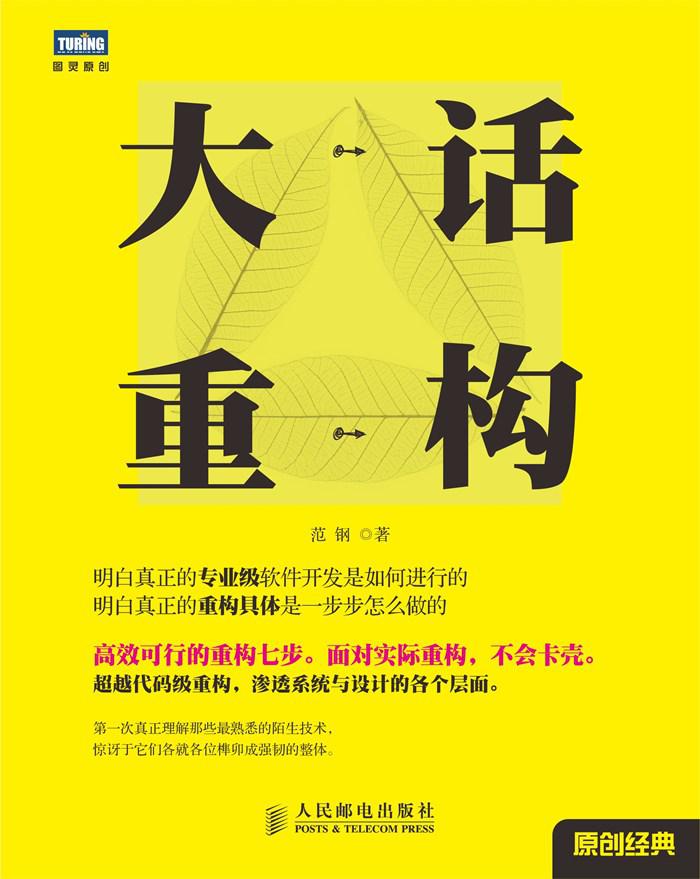 TURING
图灵原创
大话
重构
范 钢 ◎著
明白真正的专业级软件开发是如何进行的
明白真正的重构具体是一步步怎么做的
高效可行的重构七步。面对实际重构，不会卡壳。
超越代码级重构，渗透系统与设计的各个层面。
第一次真正理解那些最熟悉的陌生技术，
惊讶于它们各就各位榫卯成强韧的整体。
人民邮电出版社
POSTS & TELECOM PRESS
原创经典